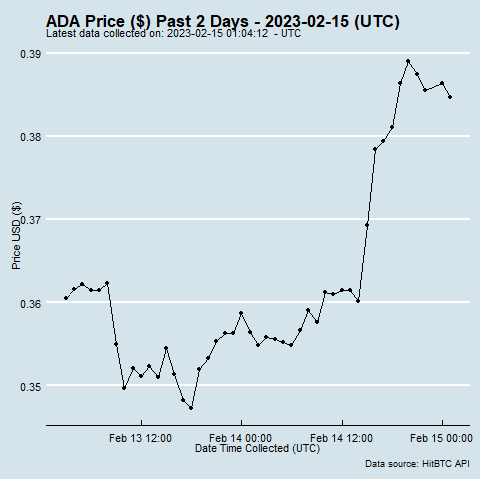 ADA Price ($) Past 2 Days - 2023-02-15 (UTC)
Latest data collected on: 2023-02-15 01:04:12 - UTC
0.39
0.38
0.37
0.36
0.35
Price USD ($)
Feb 13 12:00
Feb 14 00:00
Feb 14 12:00
Feb 15 00:00
Date Time Collected (UTC)
Data source: HitBTC API